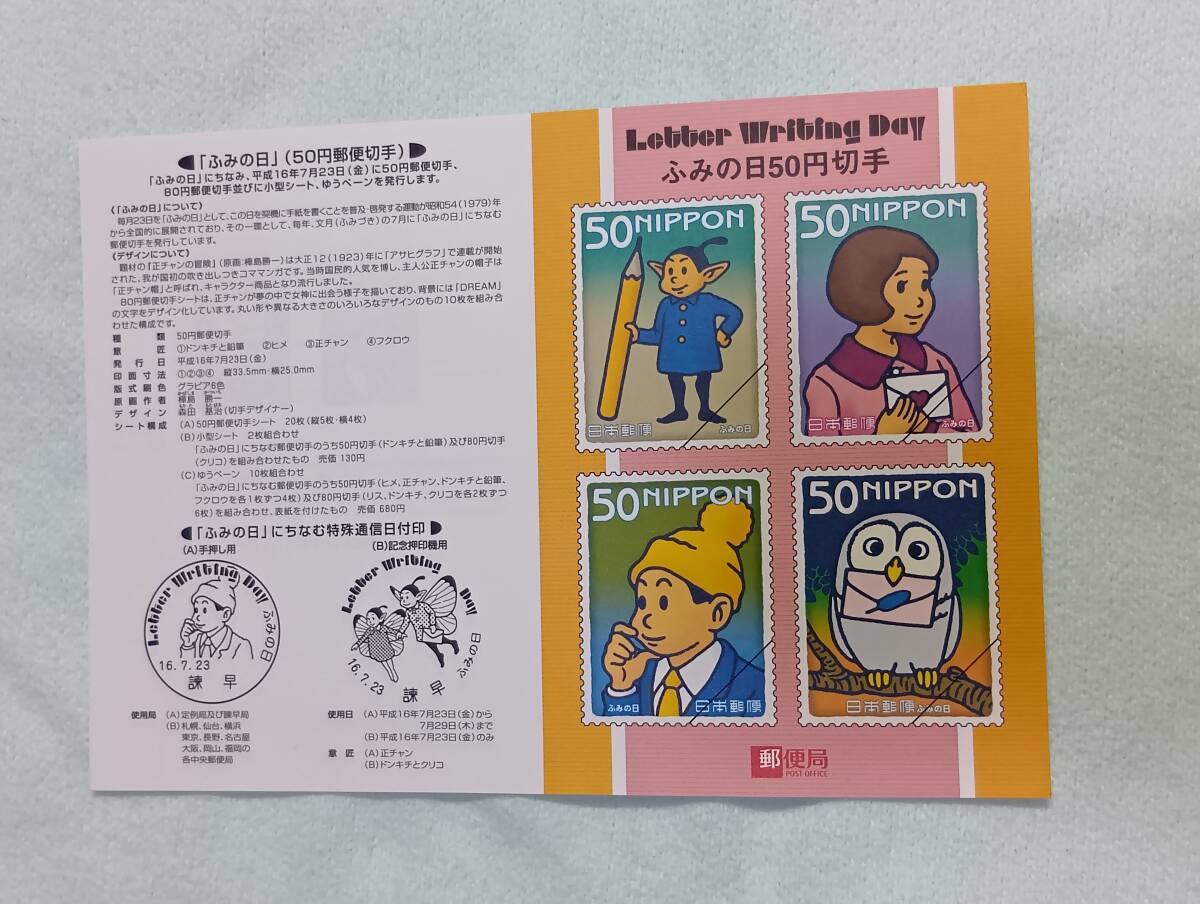 「ふみの日」(50円郵便切手)
「ふみの日」にちなみ、平成16年7月23日(金)に50円郵便切手、
80円郵便切手並びに小型シート、ゆうペーンを発行します。
《「ふみの日」について》
毎月23日を「ふみの日」として、この日を契機に手紙を書くことを普及・啓発する運動が昭和54(1979)年
から全国的に展開されており、その一環として、毎年、文月(ふみづき)の7月に「ふみの日」にちなむ
郵便切手を発行しています。
《デザインについて》
題材の「正チャンの冒険」(原画:樺島勝一)は大正12(1923)年に「アサヒグラフ」で連載が開始
された、我が国初の吹き出しつきコママンガです。当時国民的人気を博し、主人公正チャンの帽子は
「正チャン帽」と呼ばれ、キャラクター商品となり流行しました。
80円郵便切手シートは、正チャンが夢の中で女神に出会う様子を描いており、背景には「DREAM」
の文字をデザイン化しています。丸い形や異なる大きさのいろいろなデザインのもの10枚を組み合
わせた構成です。
種類 50円郵便切手
意匠 ①ドンキチと鉛筆 ②ヒメ ③正チャン ④フクロウ
発行日 平成16年7月23日(金)
印面寸法 ①②③④ 縦33.5mm・横25.0mm
版式刷色 グラビア6色
原画作者 樺島 勝一
デザイン 森田 基治(切手デザイナー)
シート構成 (A)50円郵便切手シート 20枚(縦5枚・横4枚)
(B)小型シート 2枚組合わせ
「ふみの日」にちなむ郵便切手のうち50円切手(ドンキチと鉛筆)及び80円切手
(クリコ)を組み合わせたもの 売価 130円
(C)ゆうペーン 10枚組合わせ
「ふみの日」にちなむ郵便切手のうち50円切手(ヒメ、正チャン、ドンキチと鉛筆、
フクロウを各1枚ずつ4枚)及び80円切手(リス、ドンキチ、クリコを各2枚ずつ
6枚)を組み合わせ、表紙を付けたもの 売価 680円
「ふみの日」にちなむ特殊通信日付印
(A)手押し用
(B)記念押印機用
Letter Writing Day ふみの日
16.7.23
諫早
Letter Writing Day ふみの日
16.7.23
諫早
使用局 (A)定例局及び諫早局
(B)札幌、仙台、横浜
東京、長野、名古屋
大阪、岡山、福岡の
各中央郵便局
使用日 (A)平成16年7月23日(金)から
7月29日(木)まで
(B)平成16年7月23日(金)のみ
意匠 (A)正チャン
(B)ドンキチとクリコ
Letter Writing Day
ふみの日50円切手
50 NIPPON
日本郵便 ふみの日
50 NIPPON
日本郵便 ふみの日
50 NIPPON
ふみの日 日本郵便
50 NIPPON
日本郵便 ふみの日
郵便局
POST OFFICE